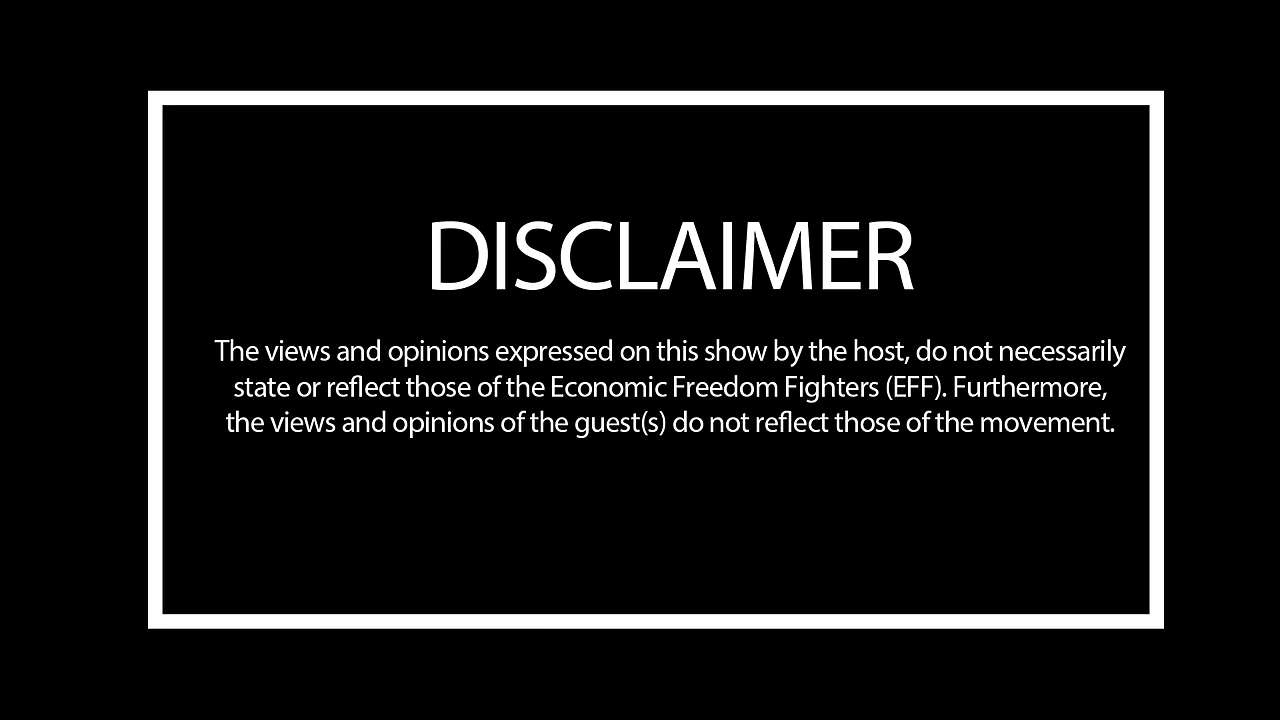 DISCLAIMER
The views and opinions expressed on this show by the host, do not necessarily
state or reflect those of the Economic Freedom Fighters (EFF). Furthermore,
the views and opinions of the guest(s) do not reflect those of the movement.